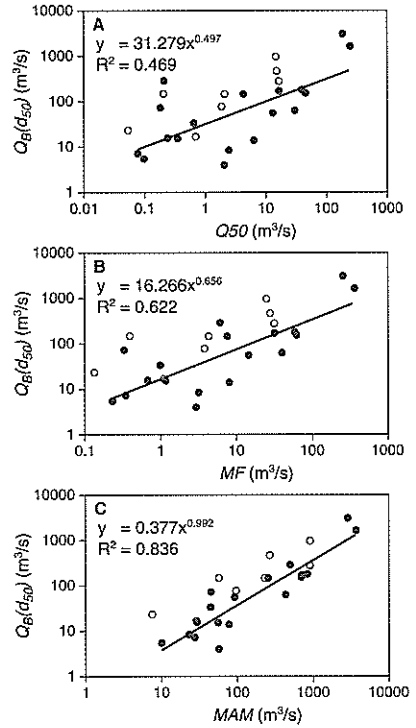 A
y = 31.279x^0.497
R² = 0.469
10000
1000
100
10
1
Q_B(d_50) (m³/s)
0.01
0.1
1
10
100
1000
Q50 (m³/s)
B
y = 16.266x^0.656
R² = 0.622
10000
1000
100
10
1
Q_B(d_50) (m³/s)
0.1
1
10
100
1000
MF (m³/s)
C
y = 0.377x^0.992
R² = 0.836
10000
1000
100
10
1
Q_B(d_50) (m³/s)
1
10
100
1000
10000
MAM (m³/s)